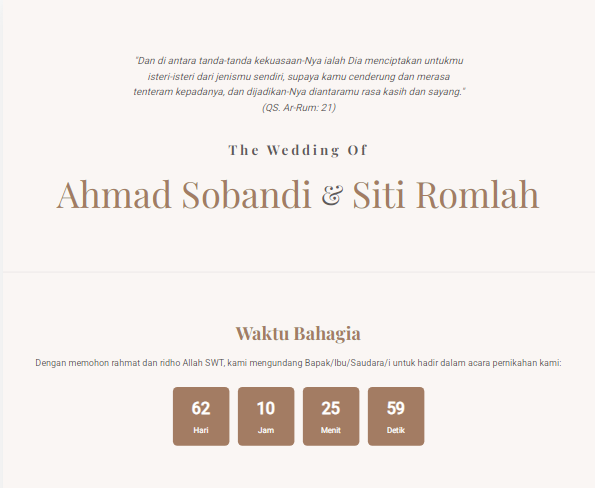 "Dan di antara tanda-tanda kekuasaan-Nya ialah Dia menciptakan untukmu
isteri-isteri dari jenismu sendiri, supaya kamu cenderung dan merasa
tenteram kepadanya, dan dijadikan-Nya diantaramu rasa kasih dan sayang."
(QS. Ar-Rum: 21)
The Wedding Of
Ahmad Sobandi & Siti Romlah
Waktu Bahagia
Dengan memohon rahmat dan ridho Allah SWT, kami mengundang Bapak/Ibu/Saudara/i untuk hadir dalam acara pernikahan kami:
62 10 25 59
Hari Jam Menit Detik